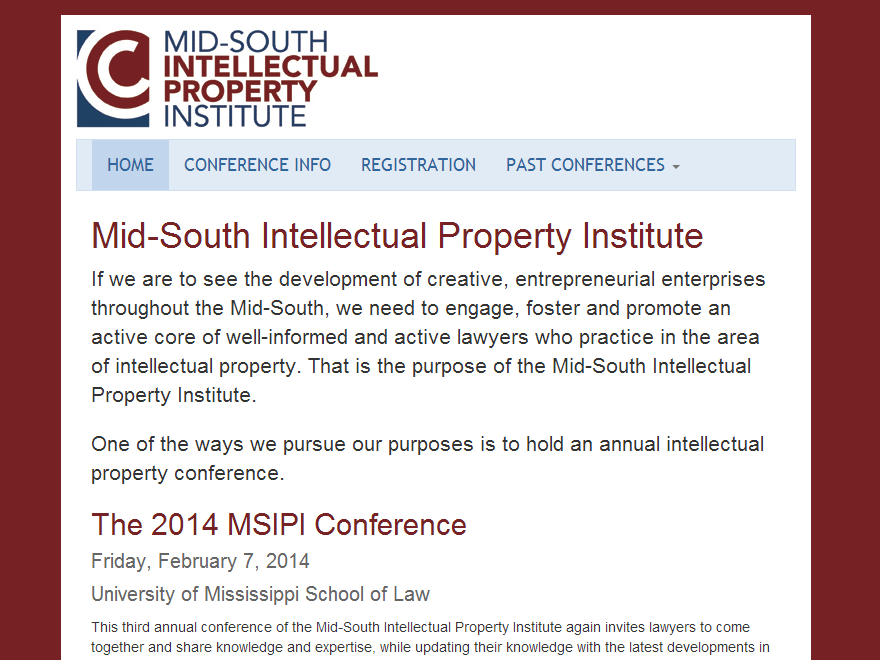 MID-SOUTH
INTELLECTUAL
PROPERTY
INSTITUTE
HOME CONFERENCE INFO REGISTRATION PAST CONFERENCES
Mid-South Intellectual Property Institute
If we are to see the development of creative, entrepreneurial enterprises
throughout the Mid-South, we need to engage, foster and promote an
active core of well-informed and active lawyers who practice in the area
of intellectual property. That is the purpose of the Mid-South Intellectual
Property Institute.
One of the ways we pursue our purposes is to hold an annual intellectual
property conference.
The 2014 MSIPI Conference
Friday, February 7, 2014
University of Mississippi School of Law
This third annual conference of the Mid-South Intellectual Property Institute again invites lawyers to come
together and share knowledge and expertise, while updating their knowledge with the latest developments in